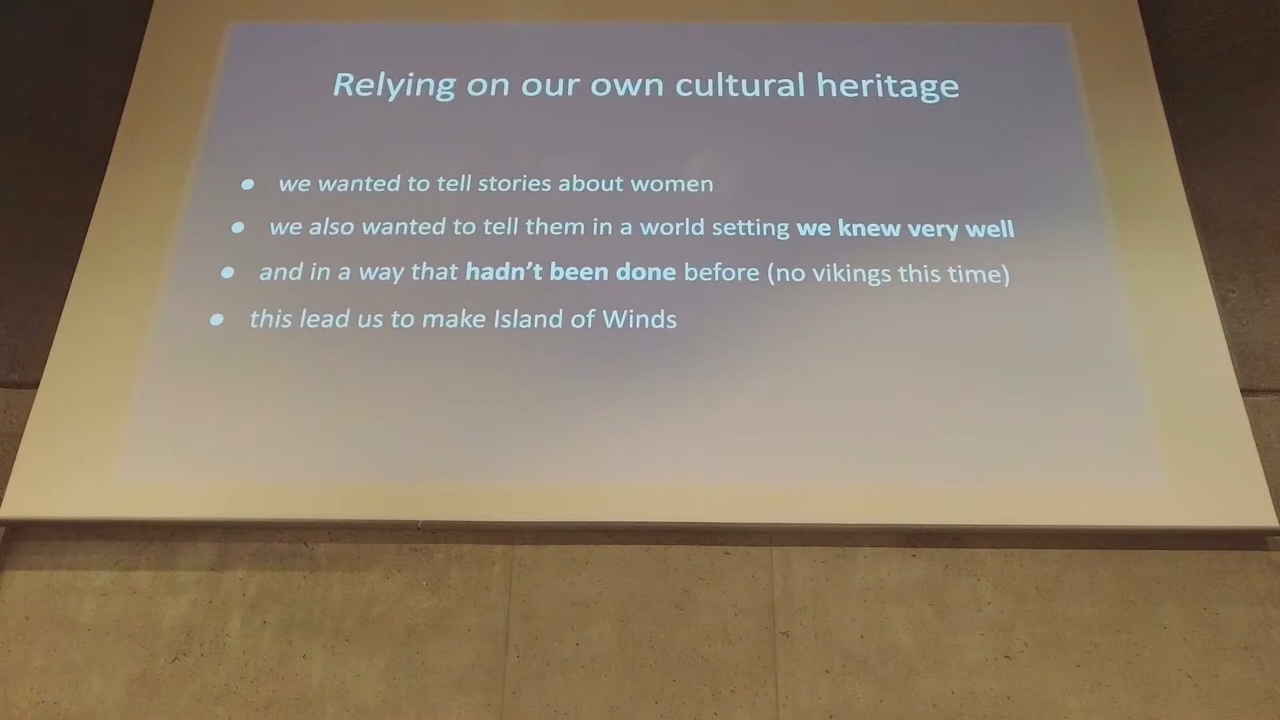 Relying on our own cultural heritage
● we wanted to tell stories about women
● we also wanted to tell them in a world setting we knew very well
● and in a way that hadn't been done before (no vikings this time)
● this lead us to make Island of Winds